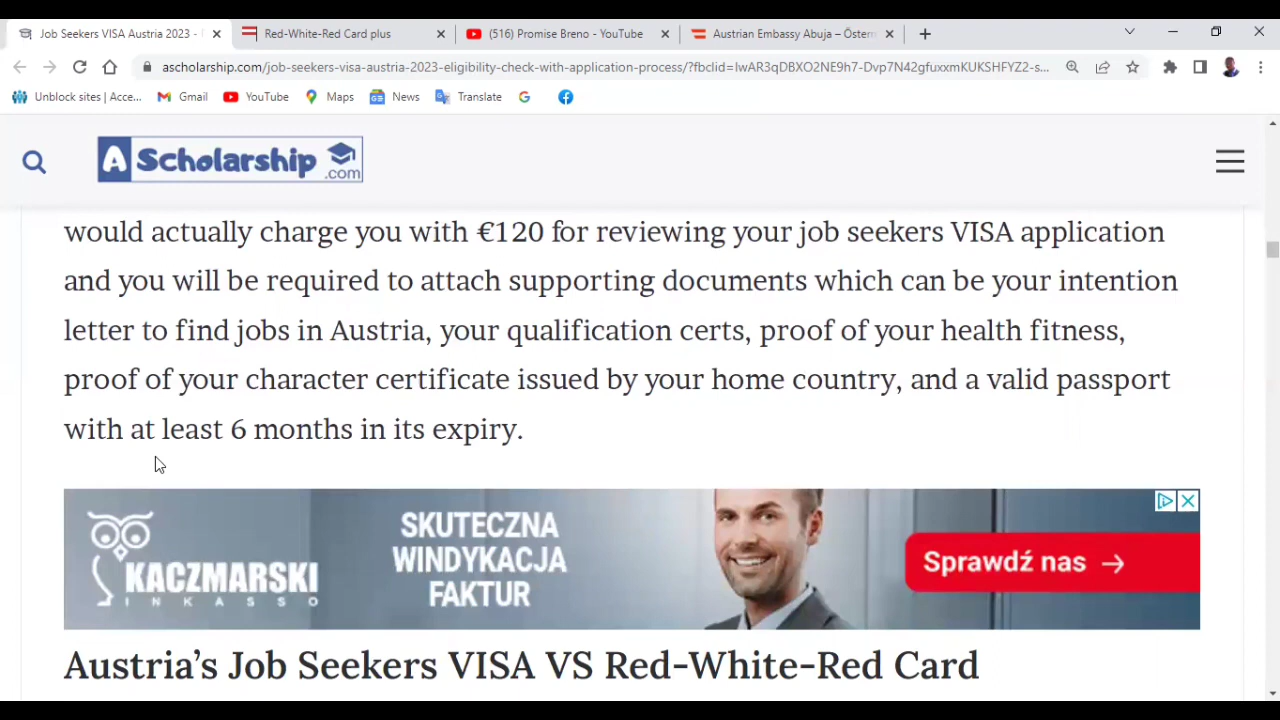 Job Seekers VISA Austria 2023 -
Red-White-Red Card plus
(516) Promise Breno - YouTube
Austrian Embassy Abuja – Österr
ascholarship.com/job-seekers-visa-austria-2023-eligibility-check-with-application-process/?fbclid=IwAR3qDBXO2NE9h7-Dvp7N42gfuxxmKUKSHFYZ2-s...
Unblock sites | Acce...
Gmail
YouTube
Maps
News
Translate
A Scholarship .com
would actually charge you with €120 for reviewing your job seekers VISA application
and you will be required to attach supporting documents which can be your intention
letter to find jobs in Austria, your qualification certs, proof of your health fitness,
proof of your character certificate issued by your home country, and a valid passport
with at least 6 months in its expiry.
KACZMARSKI
INKASSO
SKUTECZNA
WINDYKACJA
FAKTUR
Sprawdź nas →
Austria’s Job Seekers VISA VS Red-White-Red Card